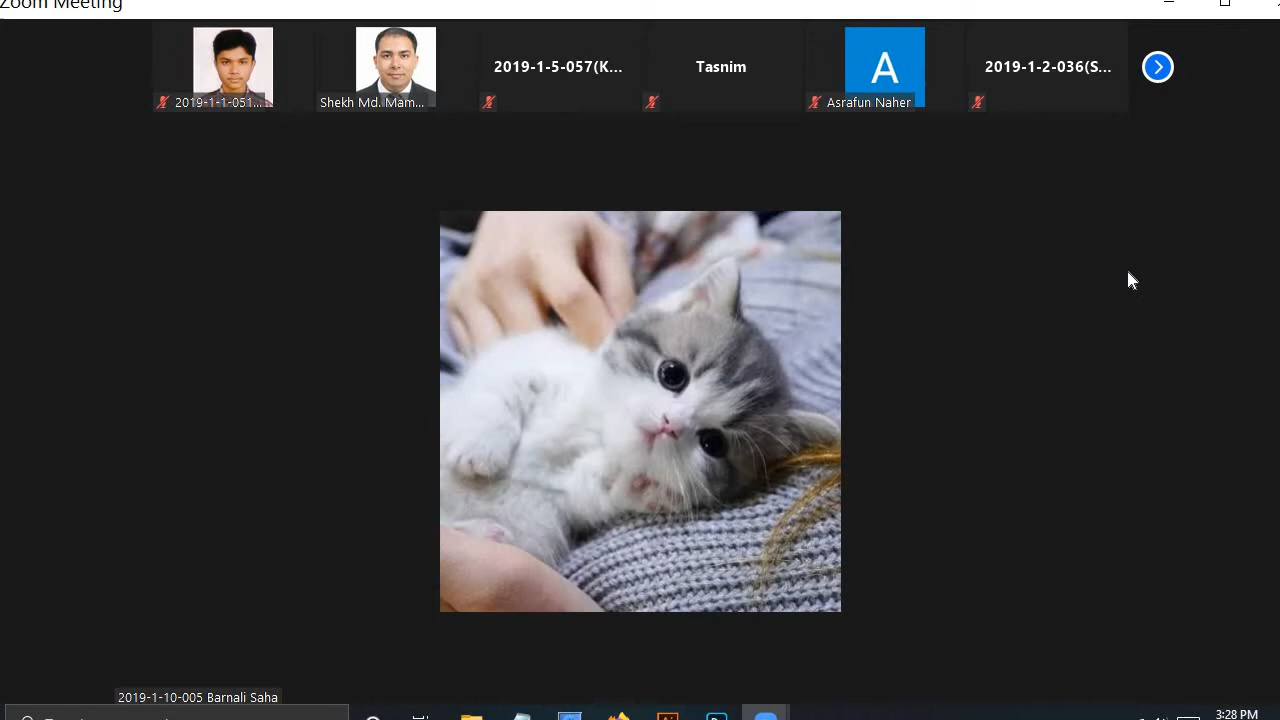 Zoom Meeting
2019-1-1-051...
Shekh Md. Mam...
2019-1-5-057(K...
Tasnim
A
Asrafun Naher
2019-1-2-036(S...
2019-1-10-005 Barnali Saha
3:28 PM